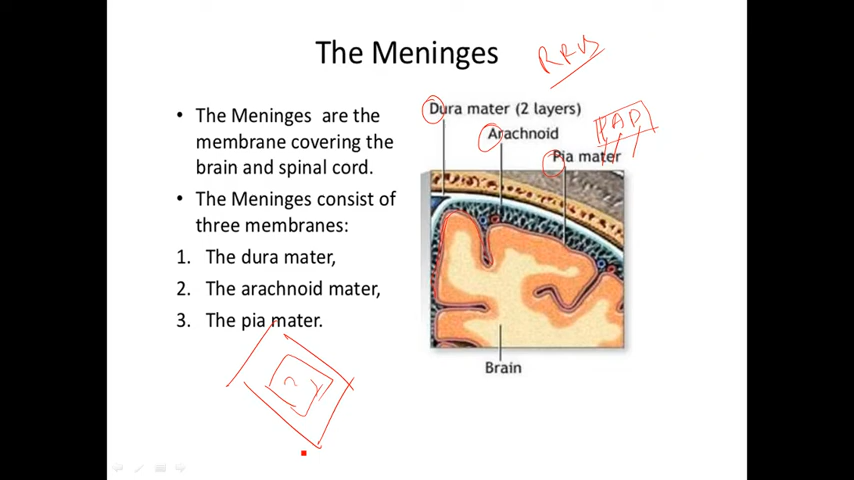 The Meninges
• The Meninges are the
membrane covering the
brain and spinal cord.
• The Meninges consist of
three membranes:
1. The dura mater,
2. The arachnoid mater,
3. The pia mater.
Dura mater (2 layers)
Arachnoid
Pia mater
PAD
Brain